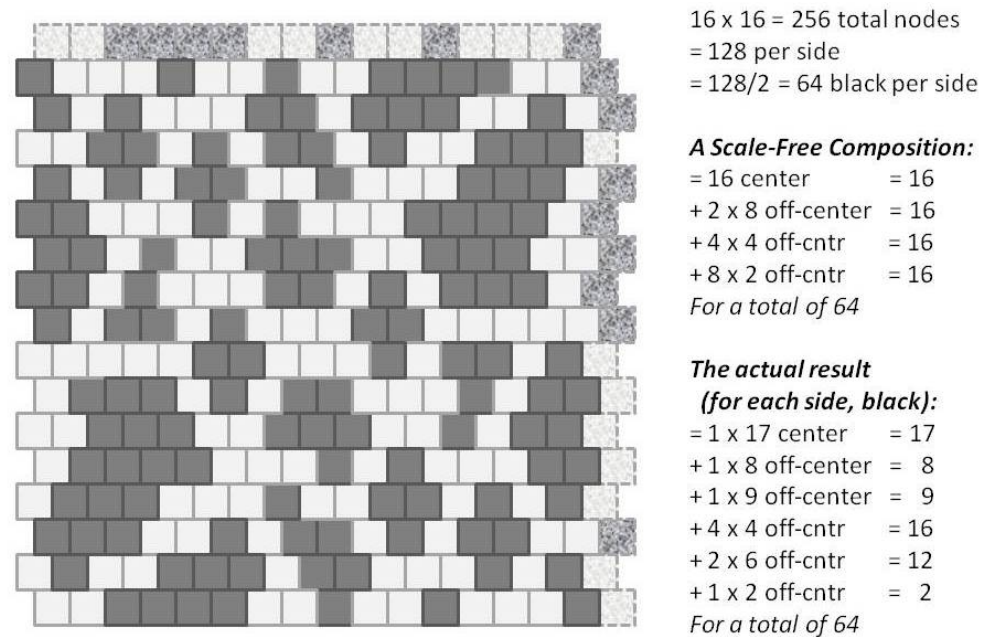 16 x 16 = 256 total nodes
= 128 per side
= 128/2 = 64 black per side
A Scale-Free Composition:
= 16 center = 16
+ 2 x 8 off-center = 16
+ 4 x 4 off-cntr = 16
+ 8 x 2 off-cntr = 16
For a total of 64
The actual result
(for each side, black):
= 1 x 17 center = 17
+ 1 x 8 off-center = 8
+ 1 x 9 off-center = 9
+ 4 x 4 off-cntr = 16
+ 2 x 6 off-cntr = 12
+ 1 x 2 off-cntr = 2
For a total of 64